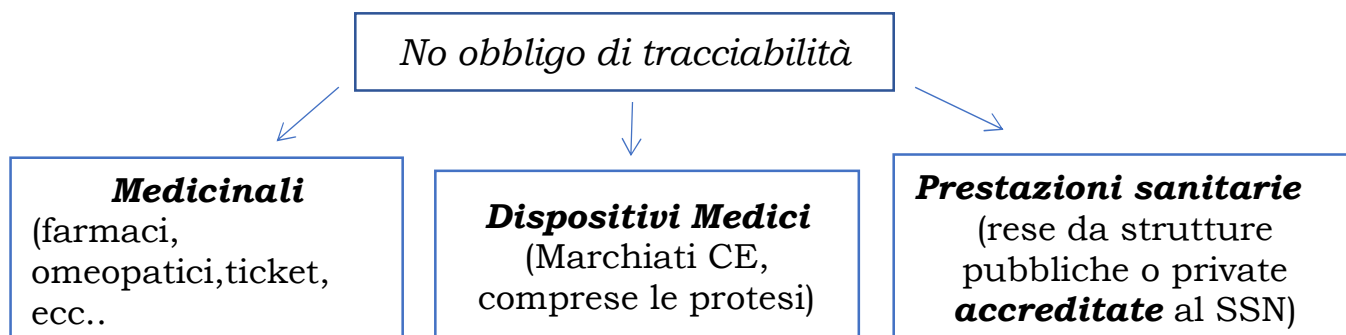 No obbligo di tracciabilità
Medicinali
(farmaci,
omeopatici,ticket,
ecc..
Dispositivi Medici
(Marchiati CE,
comprese le protesi)
Prestazioni sanitarie
(rese da strutture
pubbliche o private
accreditate al SSN)